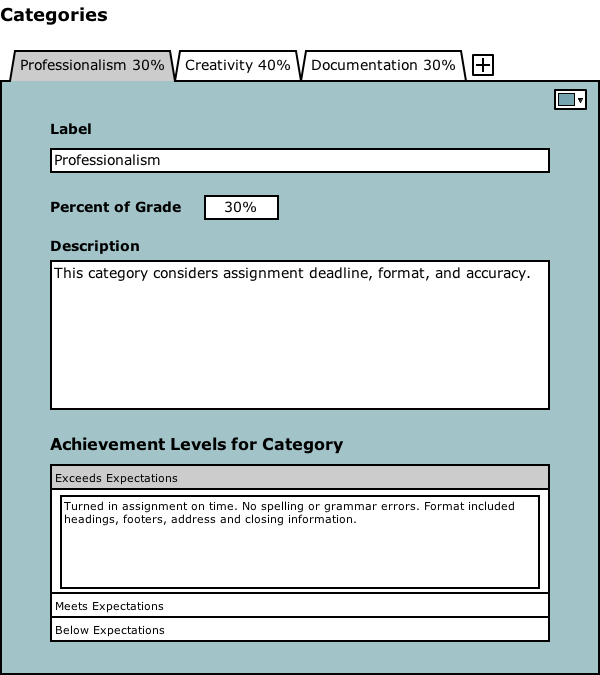 Categories
Professionalism 30% Creativity 40% Documentation 30%
Label
Professionalism
Percent of Grade 30%
Description
This category considers assignment deadline, format, and accuracy.
Achievement Levels for Category
Exceeds Expectations
Turned in assignment on time. No spelling or grammar errors. Format included
headings, footers, address and closing information.
Meets Expectations
Below Expectations